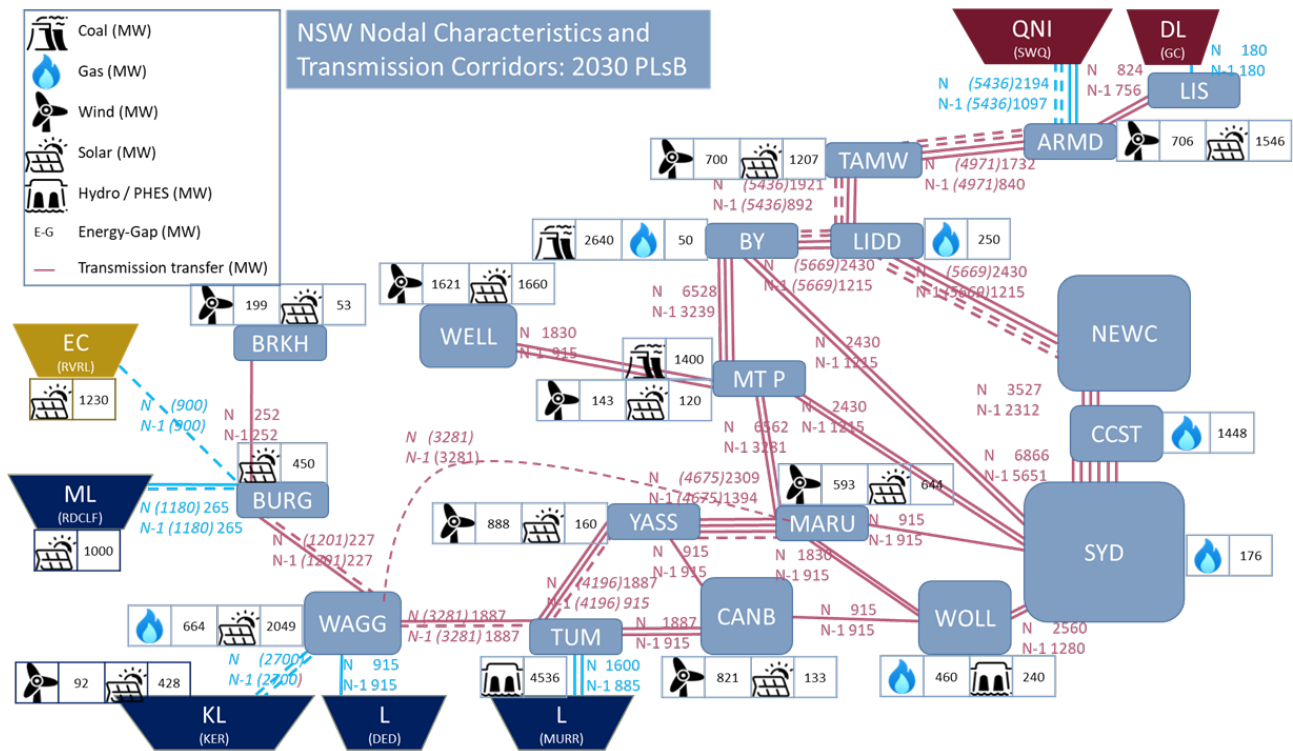 Coal (MW)
Gas (MW)
Wind (MW)
Solar (MW)
Hydro / PHES (MW)
E-G Energy-Gap (MW)
Transmission transfer (MW)
NSW Nodal Characteristics and
Transmission Corridors: 2030 PLsB
QNI
(SWQ)
DL
(GC)
N 180
N-1 180
N 824
N-1 756
LIS
N (5436)2194
N-1 (5436)1097
ARMD
706
1546
700
1207
TAMW
N (4971)1732
N-1 (4971)840
N (5436)1921
N-1 (5436)892
2640
50
BY
LIDD
250
N (5669)2430
N-1 (5669)1215
N (5669)2430
N-1 (5669)1215
1621
1660
WELL
N 1830
N-1 915
N 6528
N-1 3239
1400
MT P
143
120
N 2430
N-1 1215
N 2430
N-1 1215
NEWC
N 3527
N-1 2312
CCST
1448
N 6866
N-1 5651
SYD
176
199
53
BRKH
EC
(RVRL)
1230
N (900)
N-1 (900)
N 252
N-1 252
450
BURG
ML
(RDCLF)
1000
N (1180) 265
N-1 (1180) 265
N (1201)227
N-1 (1201)227
N (3281)
N-1 (3281)
N 6562
N-1 3281
N (4675)2309
N-1 (4675)1394
593
644
MARU
N 915
N-1 915
888
160
YASS
N 915
N-1 915
N 1830
N-1 915
N (4196)1887
N-1 (4196) 915
664
2049
WAGG
N (3281)1887
N-1 (3281) 1887
TUM
N 1887
N-1 915
CANB
N 915
N-1 915
WOLL
N 2560
N-1 1280
N (2700)
N-1 (2700)
N 915
N-1 915
4536
N 1600
N-1 885
821
133
460
240
92
428
KL
(KER)
L
(DED)
L
(MURR)